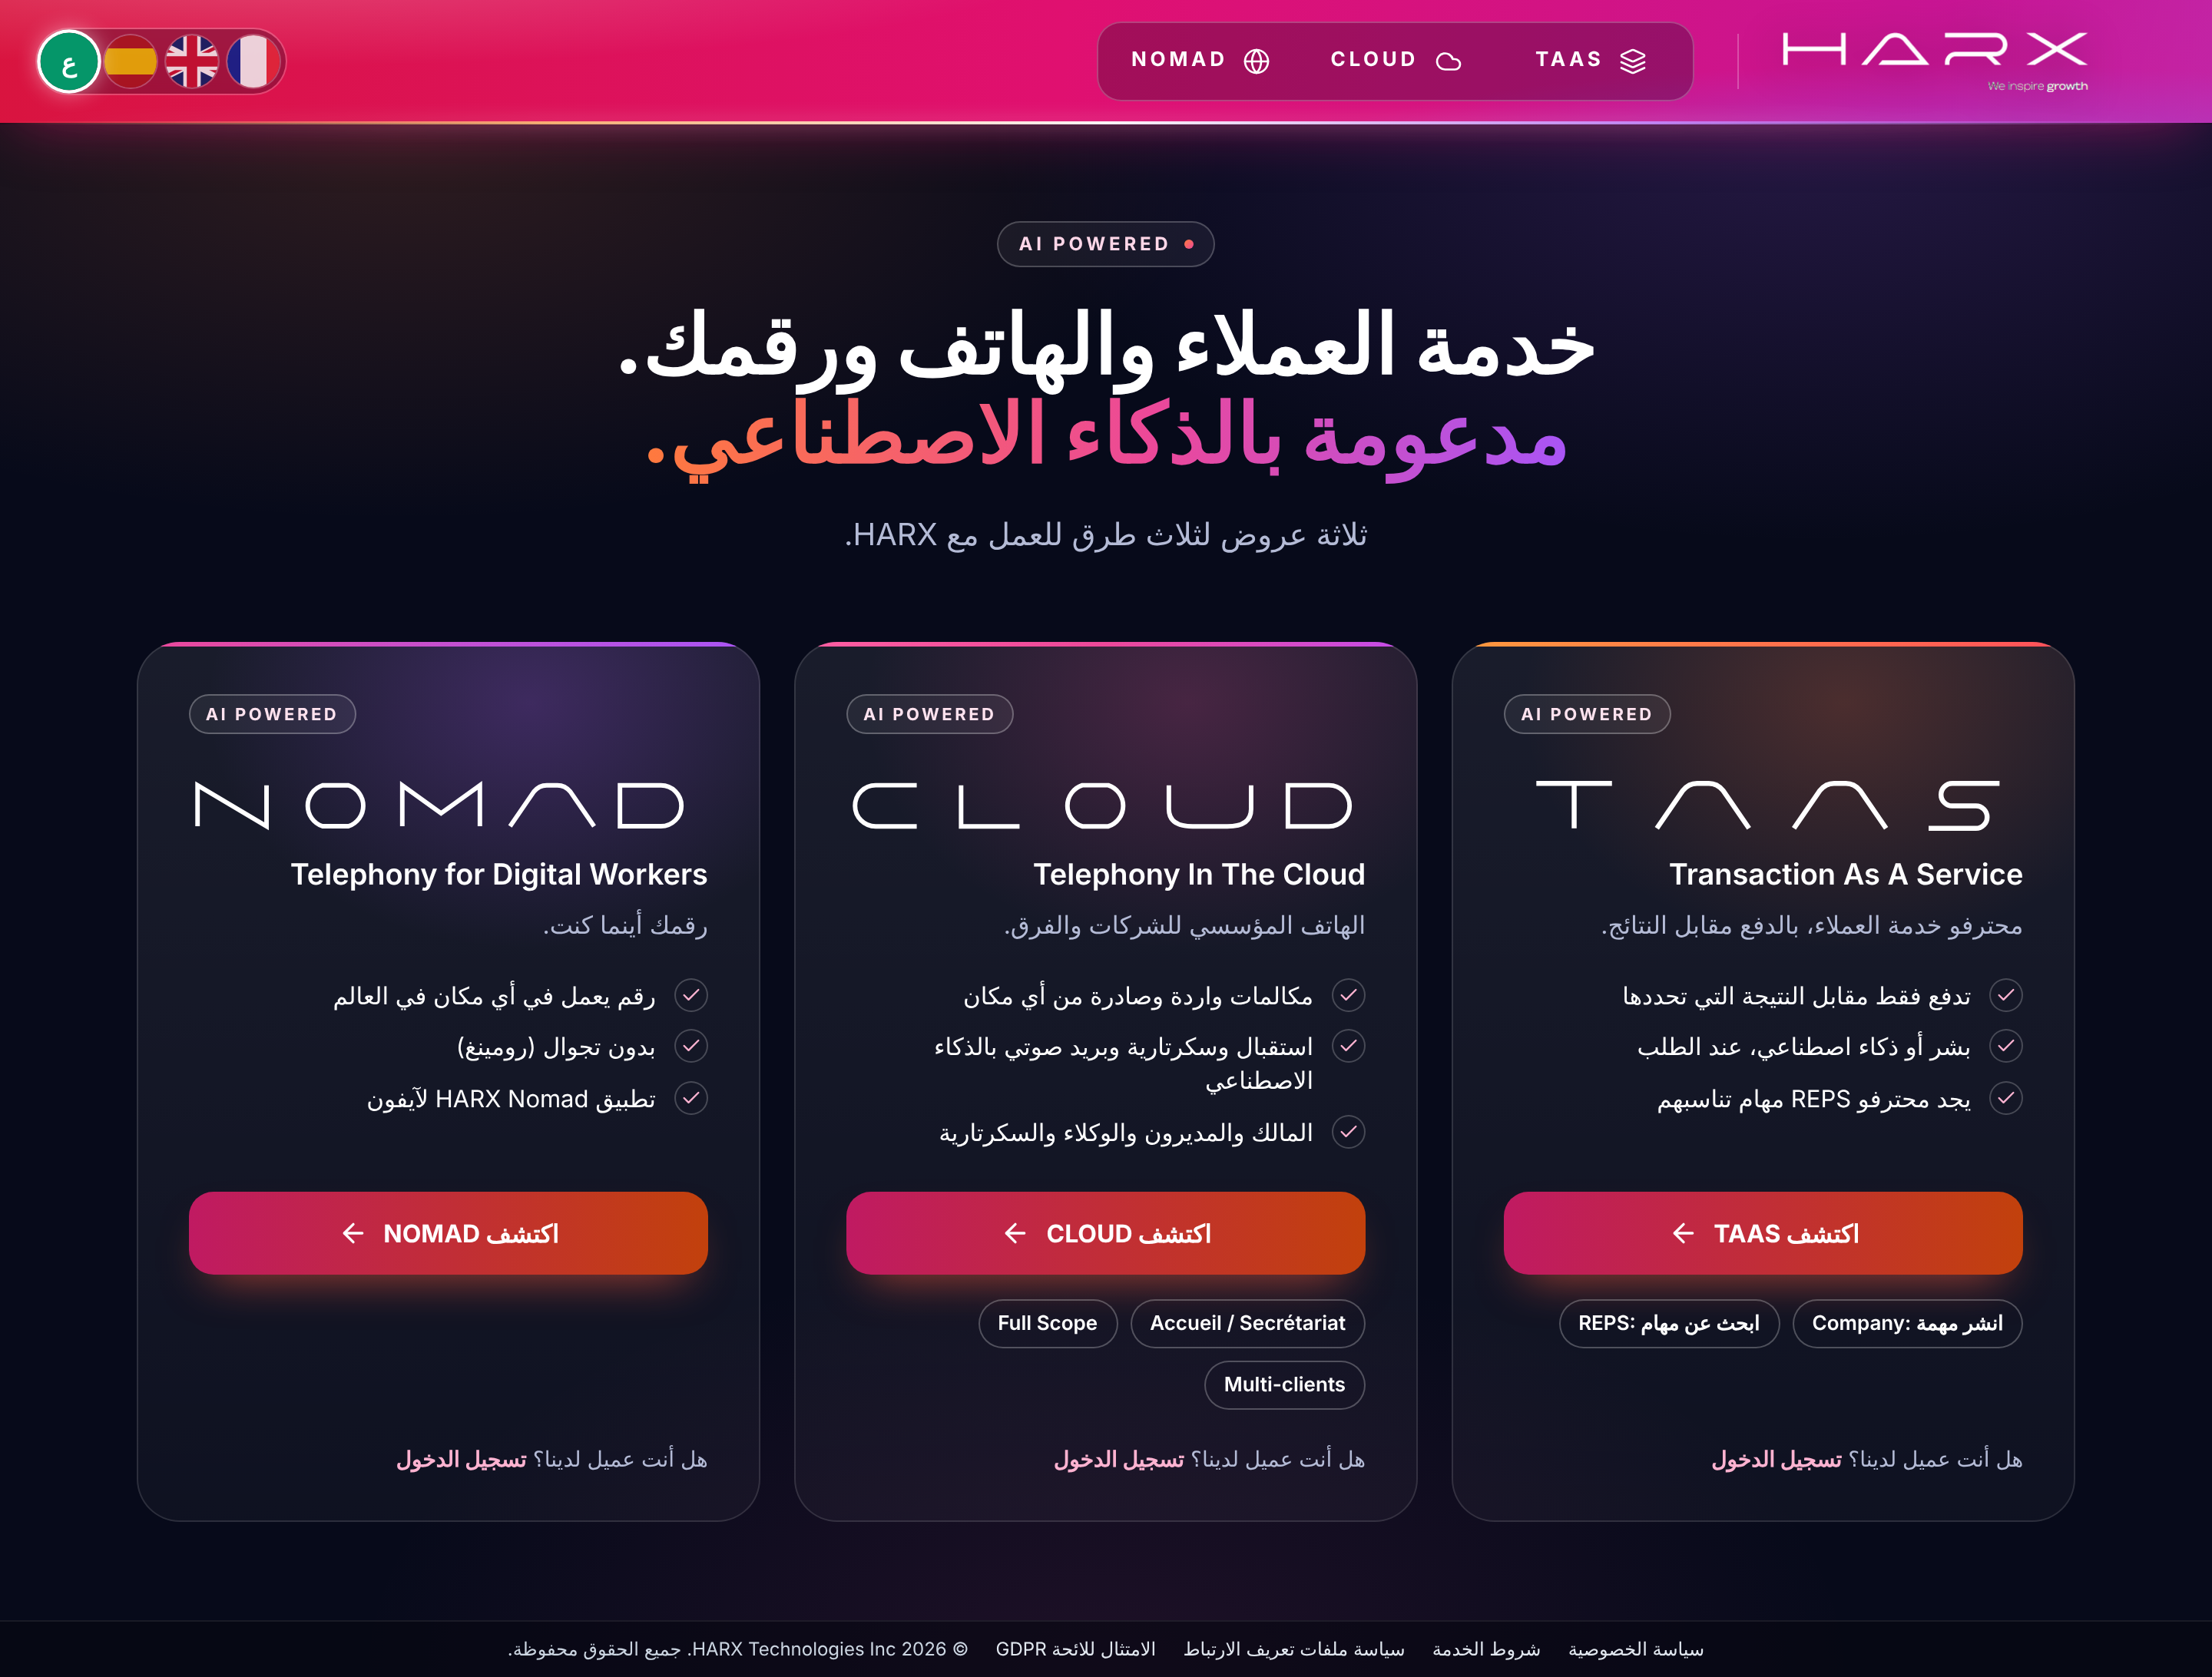 HARX
We inspire growth
TAAS
CLOUD
NOMAD
ع
AI POWERED
خدمة العملاء والهاتف ورقمك.
مدعومة بالذكاء الاصطناعي.
ثلاثة عروض لثلاث طرق للعمل مع HARX.
AI POWERED
TAAS
Transaction As A Service
محترفو خدمة العملاء، بالدفع مقابل النتائج.
تدفع فقط مقابل النتيجة التي تحددها
بشر أو ذكاء اصطناعي، عند الطلب
يجد محترفو REPS مهام تناسبهم
اكتشف TAAS
Company: انشر مهمة
REPS: ابحث عن مهام
هل أنت عميل لدينا؟ تسجيل الدخول
AI POWERED
CLOUD
Telephony In The Cloud
الهاتف المؤسسي للشركات والفرق.
مكالمات واردة وصادرة من أي مكان
استقبال وسكرتارية وبريد صوتي بالذكاء
الاصطناعي
المالك والمديرون والوكلاء والسكرتارية
اكتشف CLOUD
Accueil / Secrétariat
Full Scope
Multi-clients
هل أنت عميل لدينا؟ تسجيل الدخول
AI POWERED
NOMAD
Telephony for Digital Workers
رقمك أينما كنت.
رقم يعمل في أي مكان في العالم
بدون تجوال (رومينغ)
تطبيق HARX Nomad لآيفون
اكتشف NOMAD
هل أنت عميل لدينا؟ تسجيل الدخول
سياسة الخصوصية
شروط الخدمة
سياسة ملفات تعريف الارتباط
الامتثال للائحة GDPR
© 2026 HARX Technologies Inc. جميع الحقوق محفوظة.